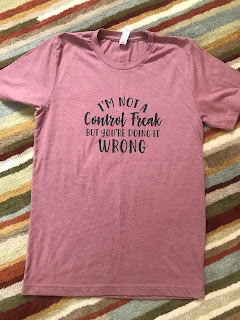 I'M NOT A
Control Freak
BUT YOU'RE DOING IT
WRONG